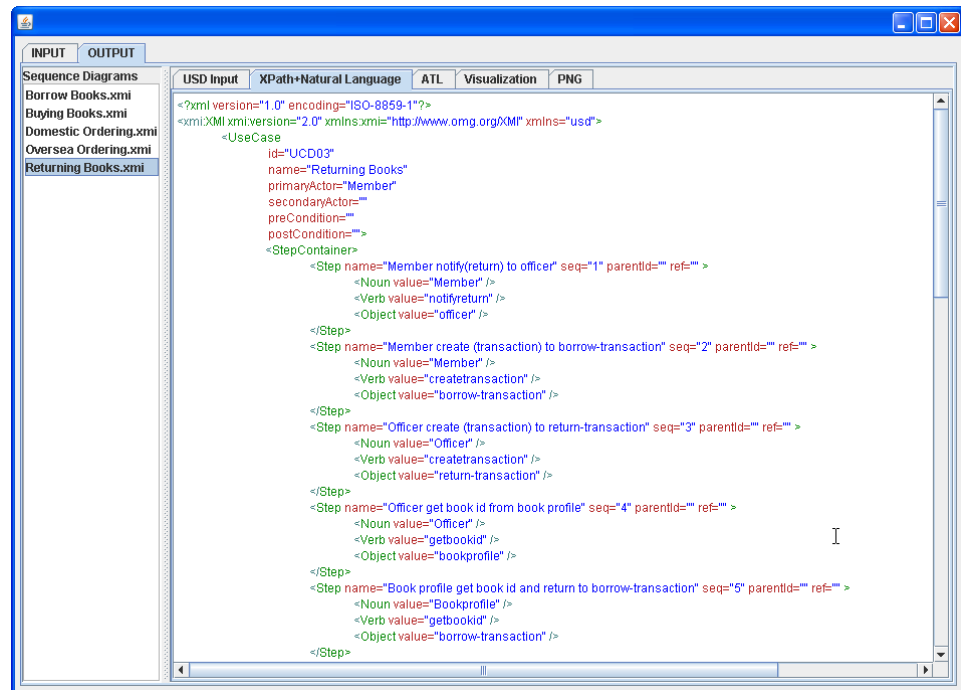 INPUT OUTPUT
Sequence Diagrams
Borrow Books.xmi
Buying Books.xmi
Domestic Ordering.xmi
Oversea Ordering.xmi
Returning Books.xmi
USD Input XPath+Natural Language ATL Visualization PNG
<?xml version="1.0" encoding="ISO-8859-1"?>
<xmi:XMI xmi:version="2.0" xmlns:xmi="http://www.omg.org/XMI" xmlns="usd">
<UseCase
id="UCD03"
name="Returning Books"
primaryActor="Member"
secondaryActor=""
preCondition=""
postCondition="">
<StepContainer>
<Step name="Member notify(return) to officer" seq="1" parentId="" ref="" >
<Noun value="Member" />
<Verb value="notifyreturn" />
<Object value="officer" />
</Step>
<Step name="Member create (transaction) to borrow-transaction" seq="2" parentId="" ref="" >
<Noun value="Member" />
<Verb value="createtransaction" />
<Object value="borrow-transaction" />
</Step>
<Step name="Officer create (transaction) to return-transaction" seq="3" parentId="" ref="" >
<Noun value="Officer" />
<Verb value="createtransaction" />
<Object value="return-transaction" />
</Step>
<Step name="Officer get book id from book profile" seq="4" parentId="" ref="" >
<Noun value="Officer" />
<Verb value="getbookid" />
<Object value="bookprofile" />
</Step>
<Step name="Book profile get book id and return to borrow-transaction" seq="5" parentId="" ref="" >
<Noun value="Bookprofile" />
<Verb value="getbookid" />
<Object value="borrow-transaction" />
</Step>